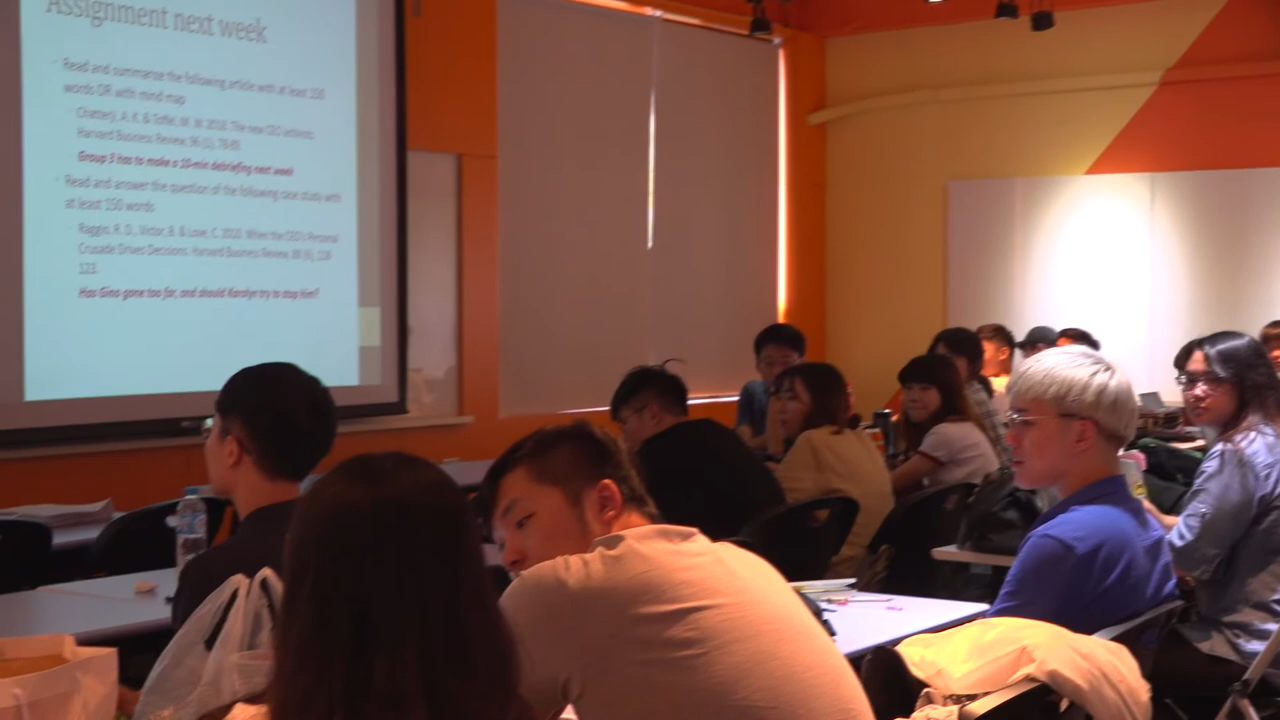 Assignment next week
Read and summarize the following article with at least 150
words OR with mind map
Chatterji, A. K. & Toffel, M. W. 2018. The new CEO activists.
Harvard Business Review, 96 (1), 78-89.
Group 3 has to make a 10-min debriefing next week
Read and answer the question of the following case study with
at least 150 words
Raggio, R. D., Victor, B. & Love, C. 2010. When the CEO's Personal
Crusade Drives Decisions. Harvard Business Review, 88 (6), 118-
123.
Has Gino gone too far, and should Karolyn try to stop him?